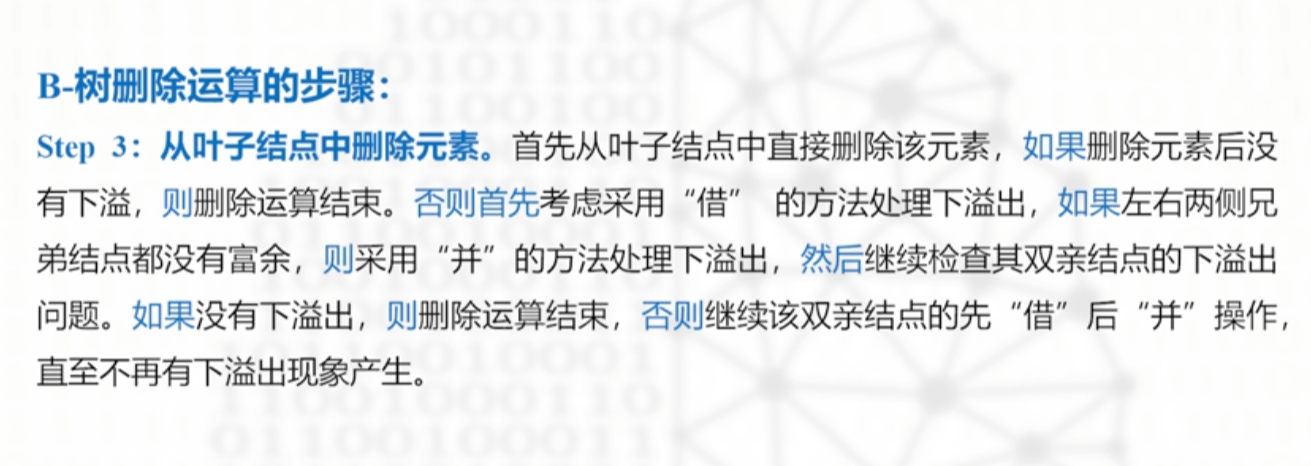 B-树删除运算的步骤：
Step 3：从叶子结点中删除元素。首先从叶子结点中直接删除该元素，如果删除元素后没
有下溢，则删除运算结束。否则首先考虑采用“借” 的方法处理下溢出，如果左右两侧兄
弟结点都没有富余，则采用“并”的方法处理下溢出，然后继续检查其双亲结点的下溢出
问题。如果没有下溢出，则删除运算结束，否则继续该双亲结点的先“借”后“并”操作，
直至不再有下溢出现象产生。